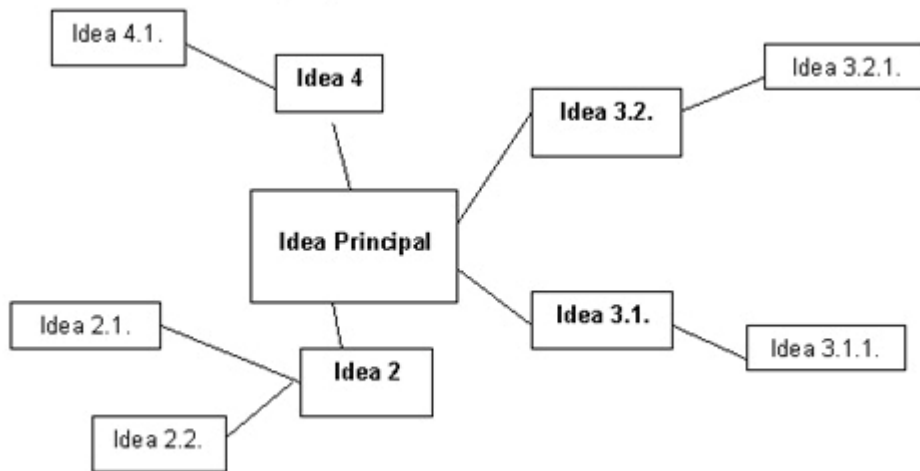 Idea 4.1.
Idea 4
Idea 3.2.1.
Idea 3.2.
Idea Principal
Idea 2.1.
Idea 3.1.
Idea 3.1.1.
Idea 2
Idea 2.2.